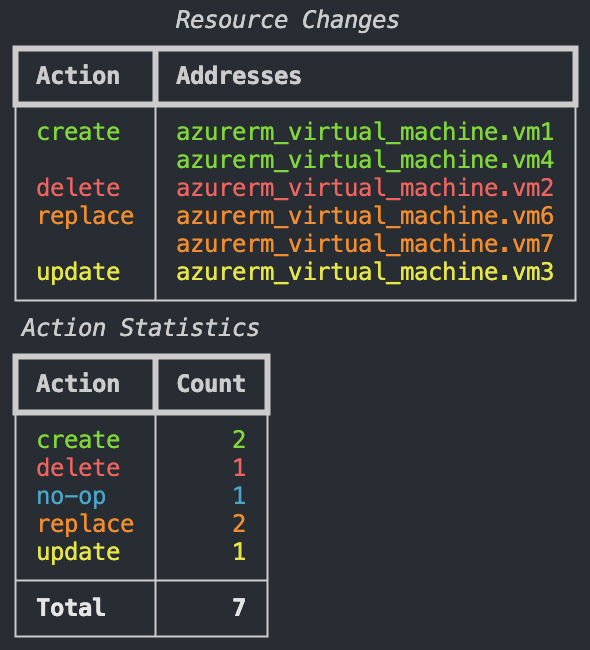 Resource Changes
Action Addresses
create azurerm_virtual_machine.vm1
azurerm_virtual_machine.vm4
delete azurerm_virtual_machine.vm2
replace azurerm_virtual_machine.vm6
azurerm_virtual_machine.vm7
update azurerm_virtual_machine.vm3
Action Statistics
Action Count
create 2
delete 1
no-op 1
replace 2
update 1
Total 7